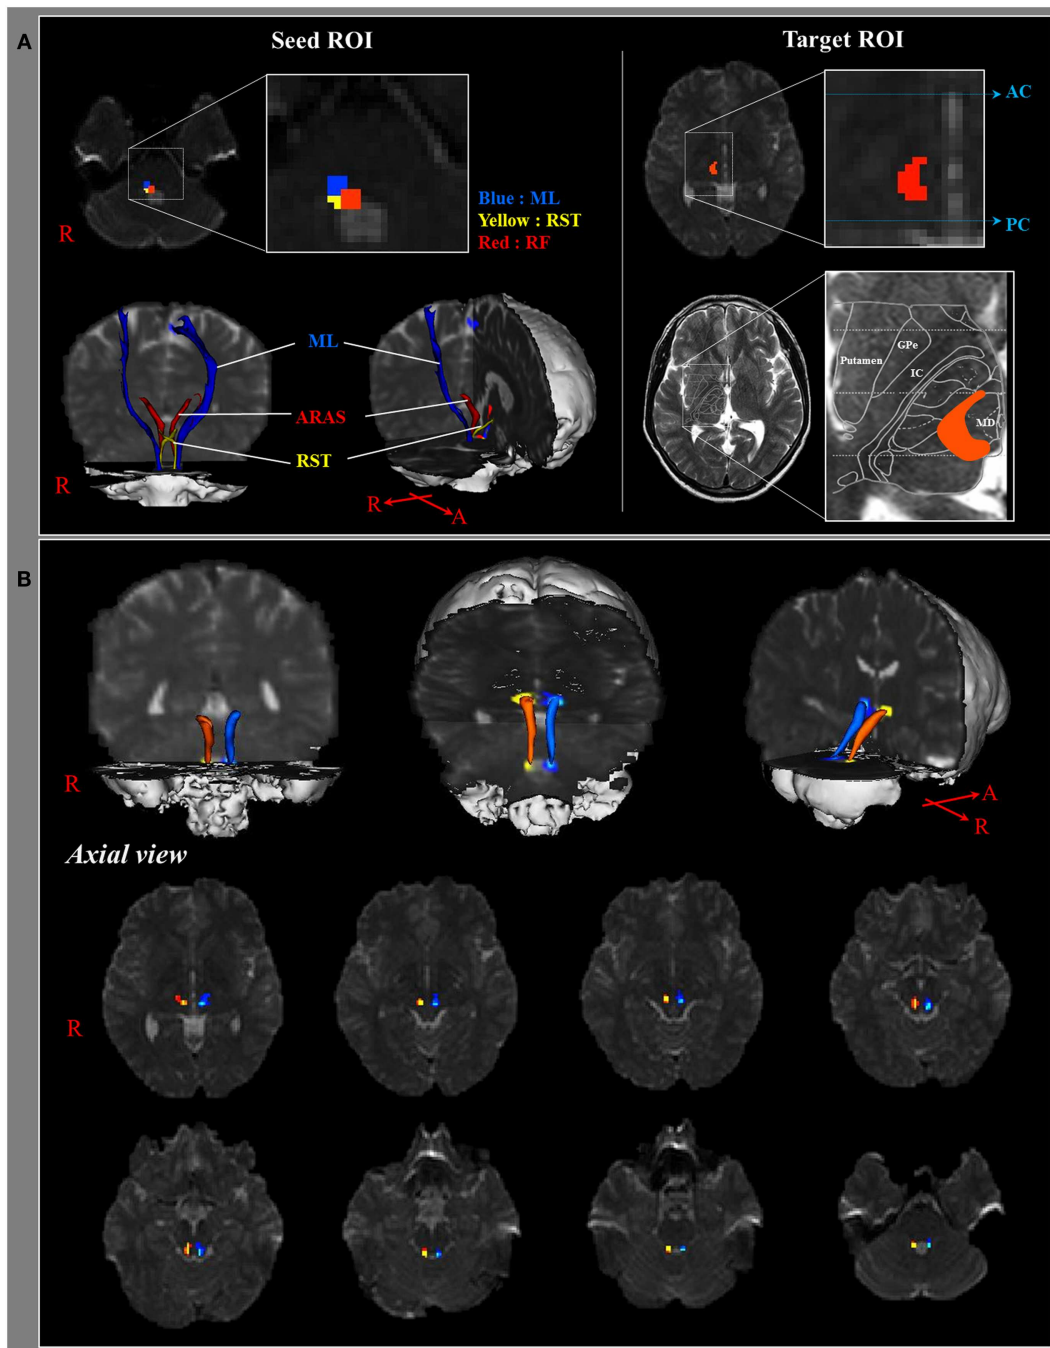 A
Seed ROI
Target ROI
AC
PC
Blue : ML
Yellow : RST
Red : RF
R
ML
ARAS
RST
R
R
A
Putamen
GPe
IC
MD
B
R
A
R
Axial view
R